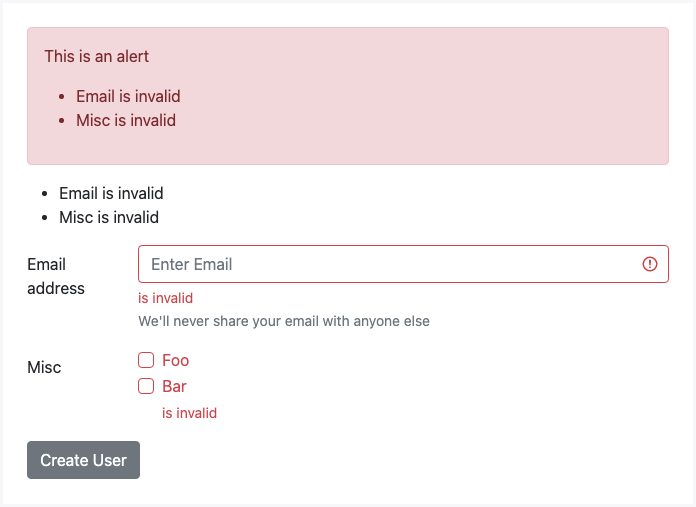 This is an alert
Email is invalid
Misc is invalid
Email is invalid
Misc is invalid
Email
address
Enter Email
is invalid
We'll never share your email with anyone else
Misc
Foo
Bar
is invalid
Create User